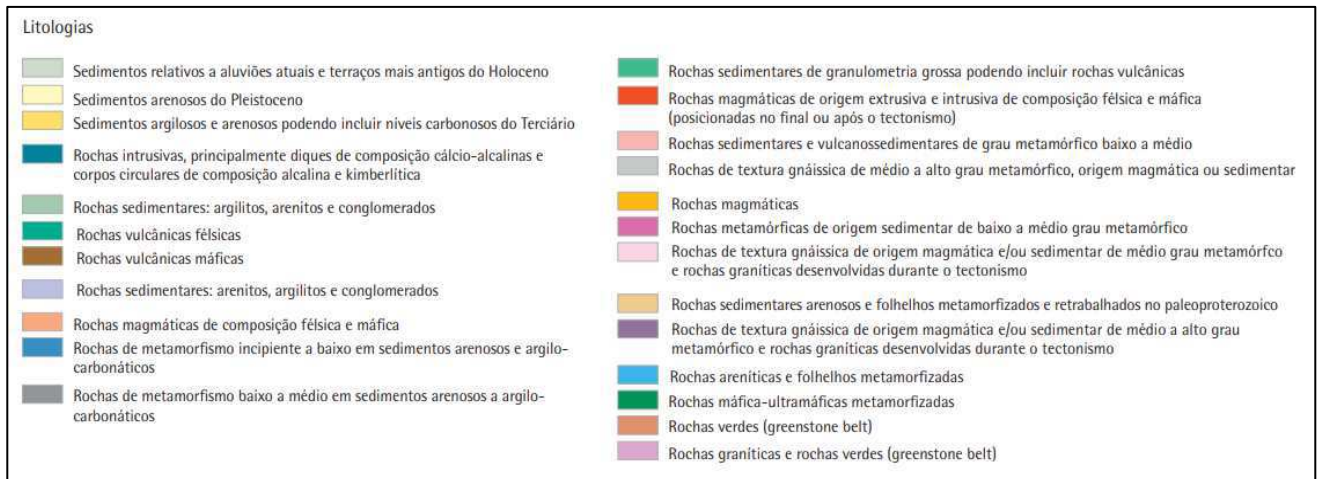 Litologias
Sedimentos relativos a aluviões atuais e terraços mais antigos do Holoceno
Sedimentos arenosos do Pleistoceno
Sedimentos argilosos e arenosos podendo incluir níveis carbonosos do Terciário
Rochas intrusivas, principalmente diques de composição cálcio-alcalinas e
corpos circulares de composição alcalina e kimberlítica
Rochas sedimentares: argilitos, arenitos e conglomerados
Rochas vulcânicas félsicas
Rochas vulcânicas máficas
Rochas sedimentares: arenitos, argilitos e conglomerados
Rochas magmáticas de composição félsica e máfica
Rochas de metamorfismo incipiente a baixo em sedimentos arenosos e argilo-
carbonáticos
Rochas de metamorfismo baixo a médio em sedimentos arenosos a argilo-
carbonáticos
Rochas sedimentares de granulometria grossa podendo incluir rochas vulcânicas
Rochas magmáticas de origem extrusiva e intrusiva de composição félsica e máfica
(posicionadas no final ou após o tectonismo)
Rochas sedimentares e vulcanossedimentares de grau metamórfico baixo a médio
Rochas de textura gnáissica de médio a alto grau metamórfico, origem magmática ou sedimentar
Rochas magmáticas
Rochas metamórficas de origem sedimentar de baixo a médio grau metamórfico
Rochas de textura gnáissica de origem magmática e/ou sedimentar de médio grau metamórfco
e rochas graníticas desenvolvidas durante o tectonismo
Rochas sedimentares arenosos e folhelhos metamorfizados e retrabalhados no paleoproterozoico
Rochas de textura gnáissica de origem magmática e/ou sedimentar de médio a alto grau
metamórfico e rochas graníticas desenvolvidas durante o tectonismo
Rochas areníticas e folhelhos metamorfizadas
Rochas máfica-ultramáficas metamorfizadas
Rochas verdes (greenstone belt)
Rochas graníticas e rochas verdes (greenstone belt)